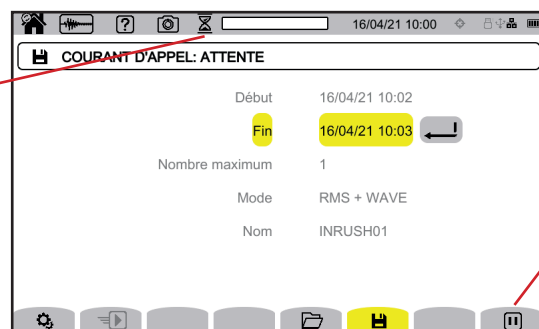 ?
16/04/21 10:00
COURANT D'APPEL: ATTENTE
Début 16/04/21 10:02
Fin 16/04/21 10:03
Nombre maximum 1
Mode RMS + WAVE
Nom INRUSH01